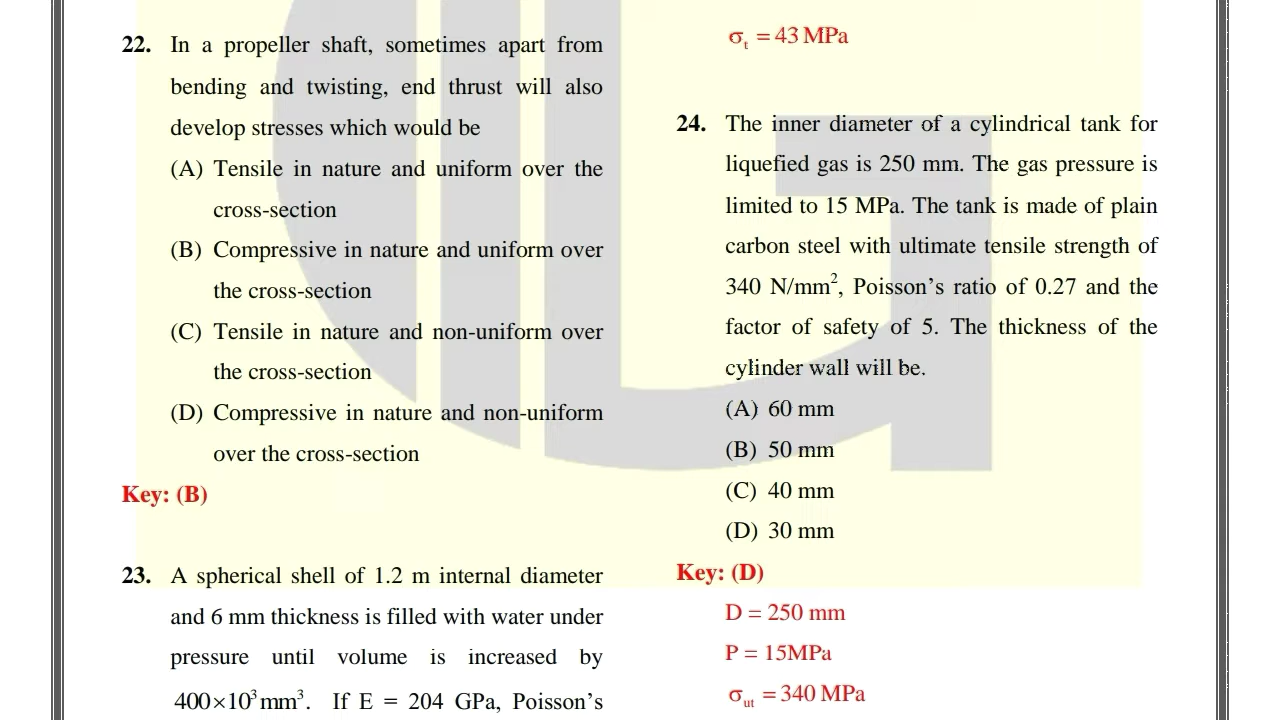 22. In a propeller shaft, sometimes apart from
bending and twisting, end thrust will also
develop stresses which would be
(A) Tensile in nature and uniform over the
cross-section
(B) Compressive in nature and uniform over
the cross-section
(C) Tensile in nature and non-uniform over
the cross-section
(D) Compressive in nature and non-uniform
over the cross-section
Key: (B)
23. A spherical shell of 1.2 m internal diameter
and 6 mm thickness is filled with water under
pressure until volume is increased by
400×10³mm³. If E = 204 GPa, Poisson’s
σₜ = 43 MPa
24. The inner diameter of a cylindrical tank for
liquefied gas is 250 mm. The gas pressure is
limited to 15 MPa. The tank is made of plain
carbon steel with ultimate tensile strength of
340 N/mm², Poisson’s ratio of 0.27 and the
factor of safety of 5. The thickness of the
cylinder wall will be.
(A) 60 mm
(B) 50 mm
(C) 40 mm
(D) 30 mm
Key: (D)
D = 250 mm
P = 15MPa
σᵤₜ = 340 MPa